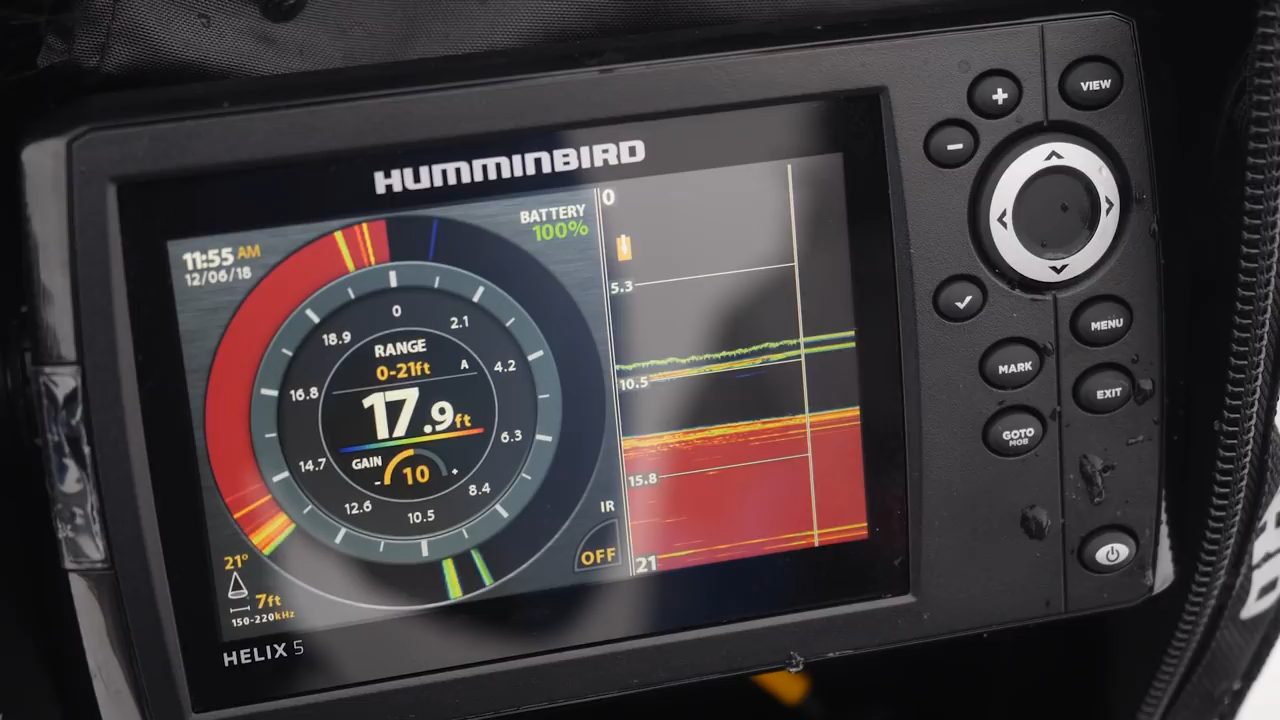 HUMMINBIRD
11:55 AM
12/06/18
BATTERY
100%
0
2.1
4.2
6.3
8.4
10.5
12.6
14.7
16.8
18.9
RANGE
0-21ft
A
17.9ft
GAIN
- 10 +
IR
OFF
21°
7ft
150-220kHz
0
5.3
10.5
15.8
21
HELIX 5
+
VIEW
-
MENU
MARK
EXIT
GOTO
MOB